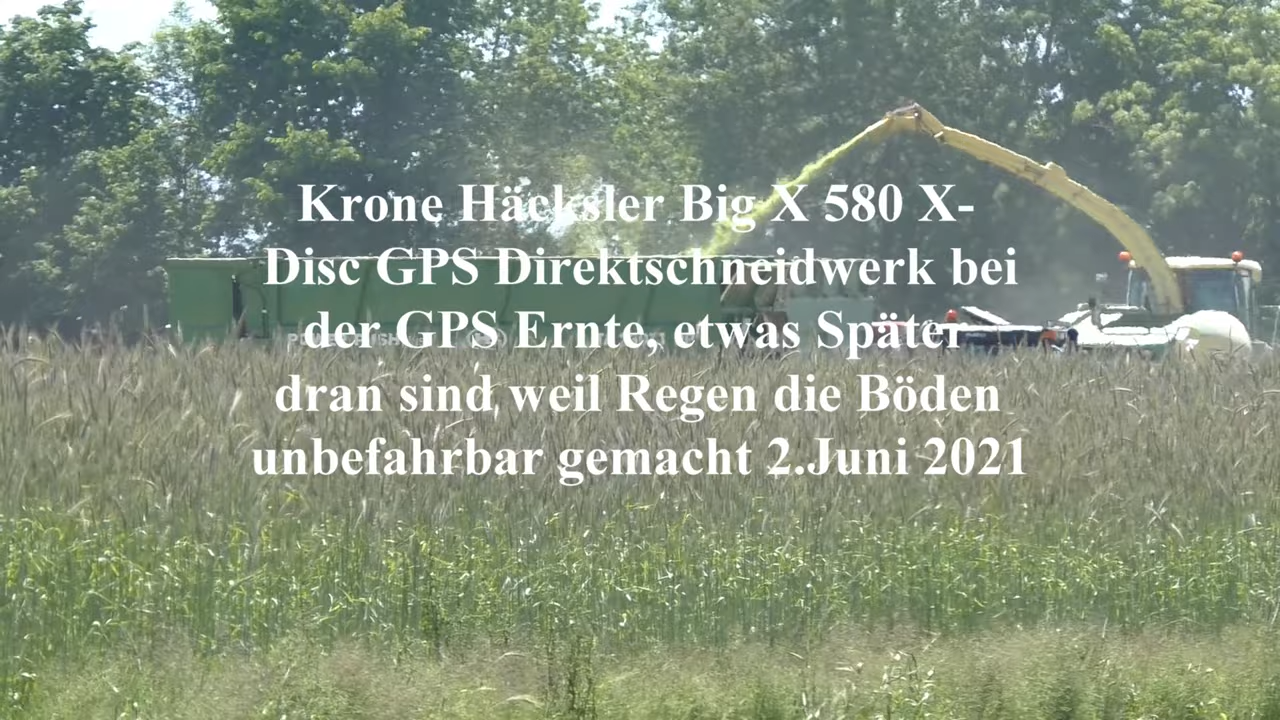 Krone Häcksler Big X 580 X-
Disc GPS Direktschneidwerk bei
der GPS Ernte, etwas Später
dran sind weil Regen die Böden
unbefahrbar gemacht 2.Juni 2021